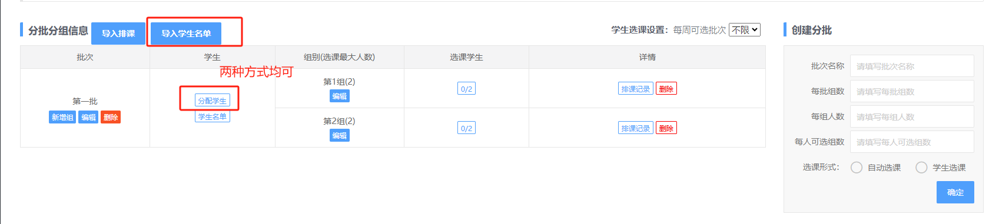 分批分组信息 导入排课 导入学生名单 学生选课设置：每周可选批次 不限
批次 学生 组别(选课最大人数) 选课学生 详情
两种方式均可
第一批
新增组 编辑 删除
分配学生
学生名单
第1组(2)
编辑
0/2
排课记录 删除
第2组(2)
编辑
0/2
排课记录 删除
创建分批
批次名称 请填写批次名称
每批组数 请填写每批组数
每组人数 请填写每组人数
每人可选组数 请填写每人可选组数
选课形式： 自动选课 学生选课
确定